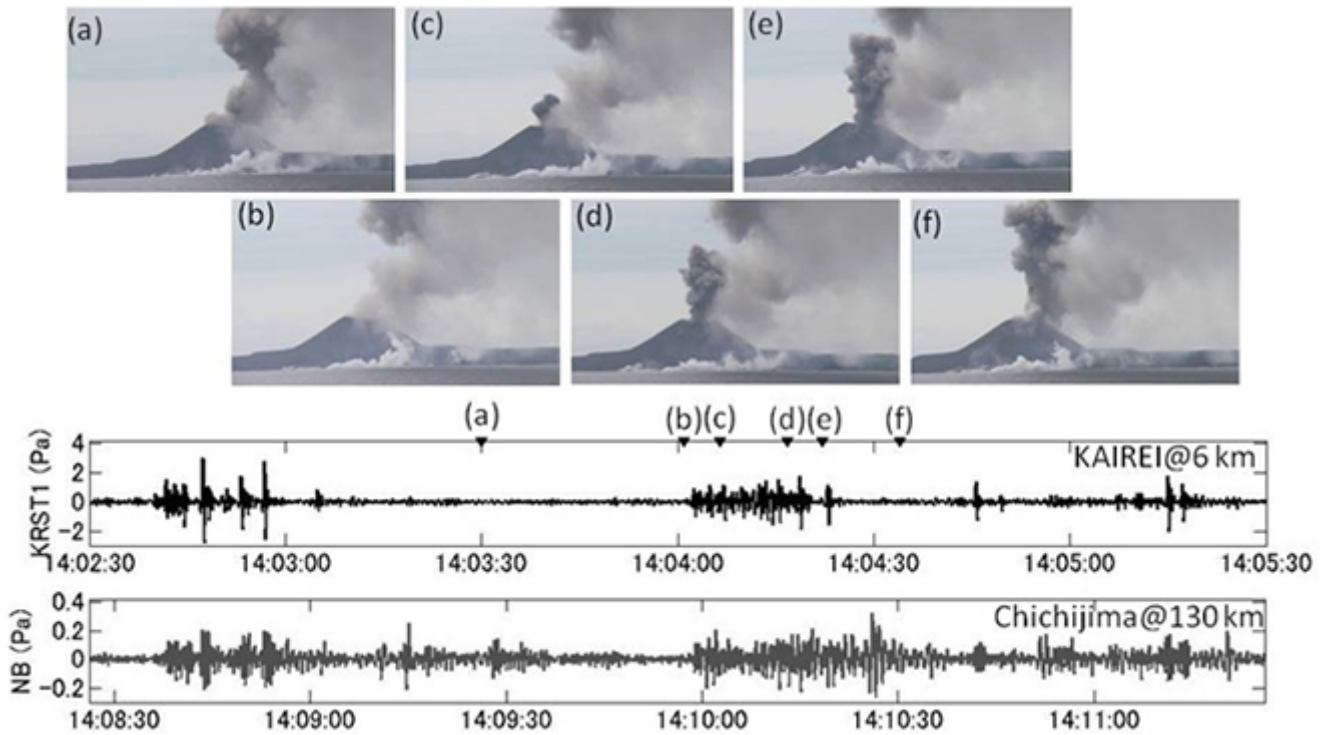 (a) (c) (e)
(b) (d) (f)
(a) (b) (c) (d) (e) (f)
KAIREI@6 km
KRST1 (Pa)
4
2
0
-2
14:02:30 14:03:00 14:03:30 14:04:00 14:04:30 14:05:00 14:05:30
Chichijima@130 km
NB (Pa)
0.4
0.2
0
-0.2
14:08:30 14:09:00 14:09:30 14:10:00 14:10:30 14:11:00